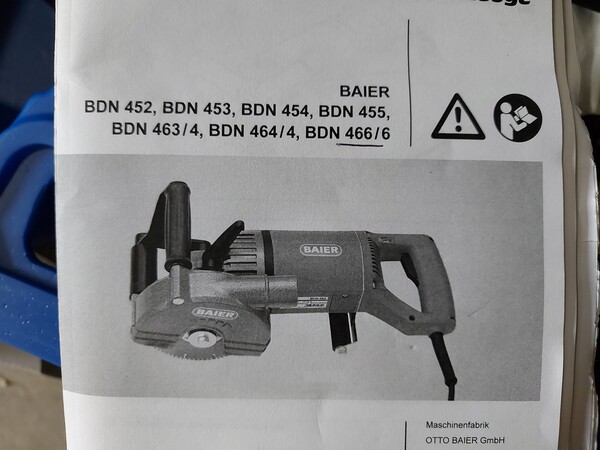 BAIER
BDN 452, BDN 453, BDN 454, BDN 455,
BDN 463/4, BDN 464/4, BDN 466/6
BAIER
BAIER
Maschinenfabrik
OTTO BAIER GmbH